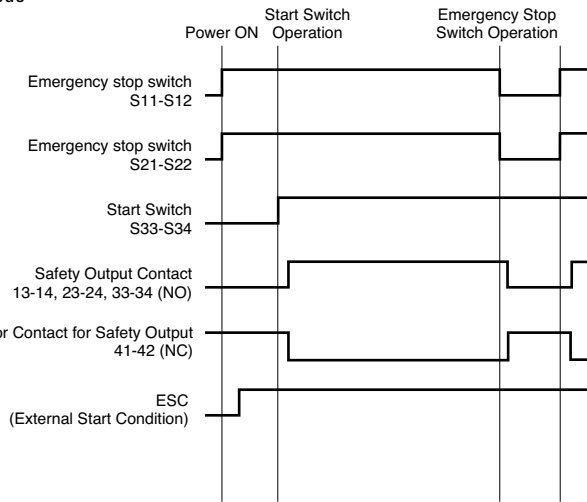 Start Switch
Operation
Emergency Stop
Switch Operation
Power ON
Emergency stop switch
S11-S12
Emergency stop switch
S21-S22
Start Switch
S33-S34
Safety Output Contact
13-14, 23-24, 33-34 (NO)
Contact for Safety Output
41-42 (NC)
ESC
(External Start Condition)